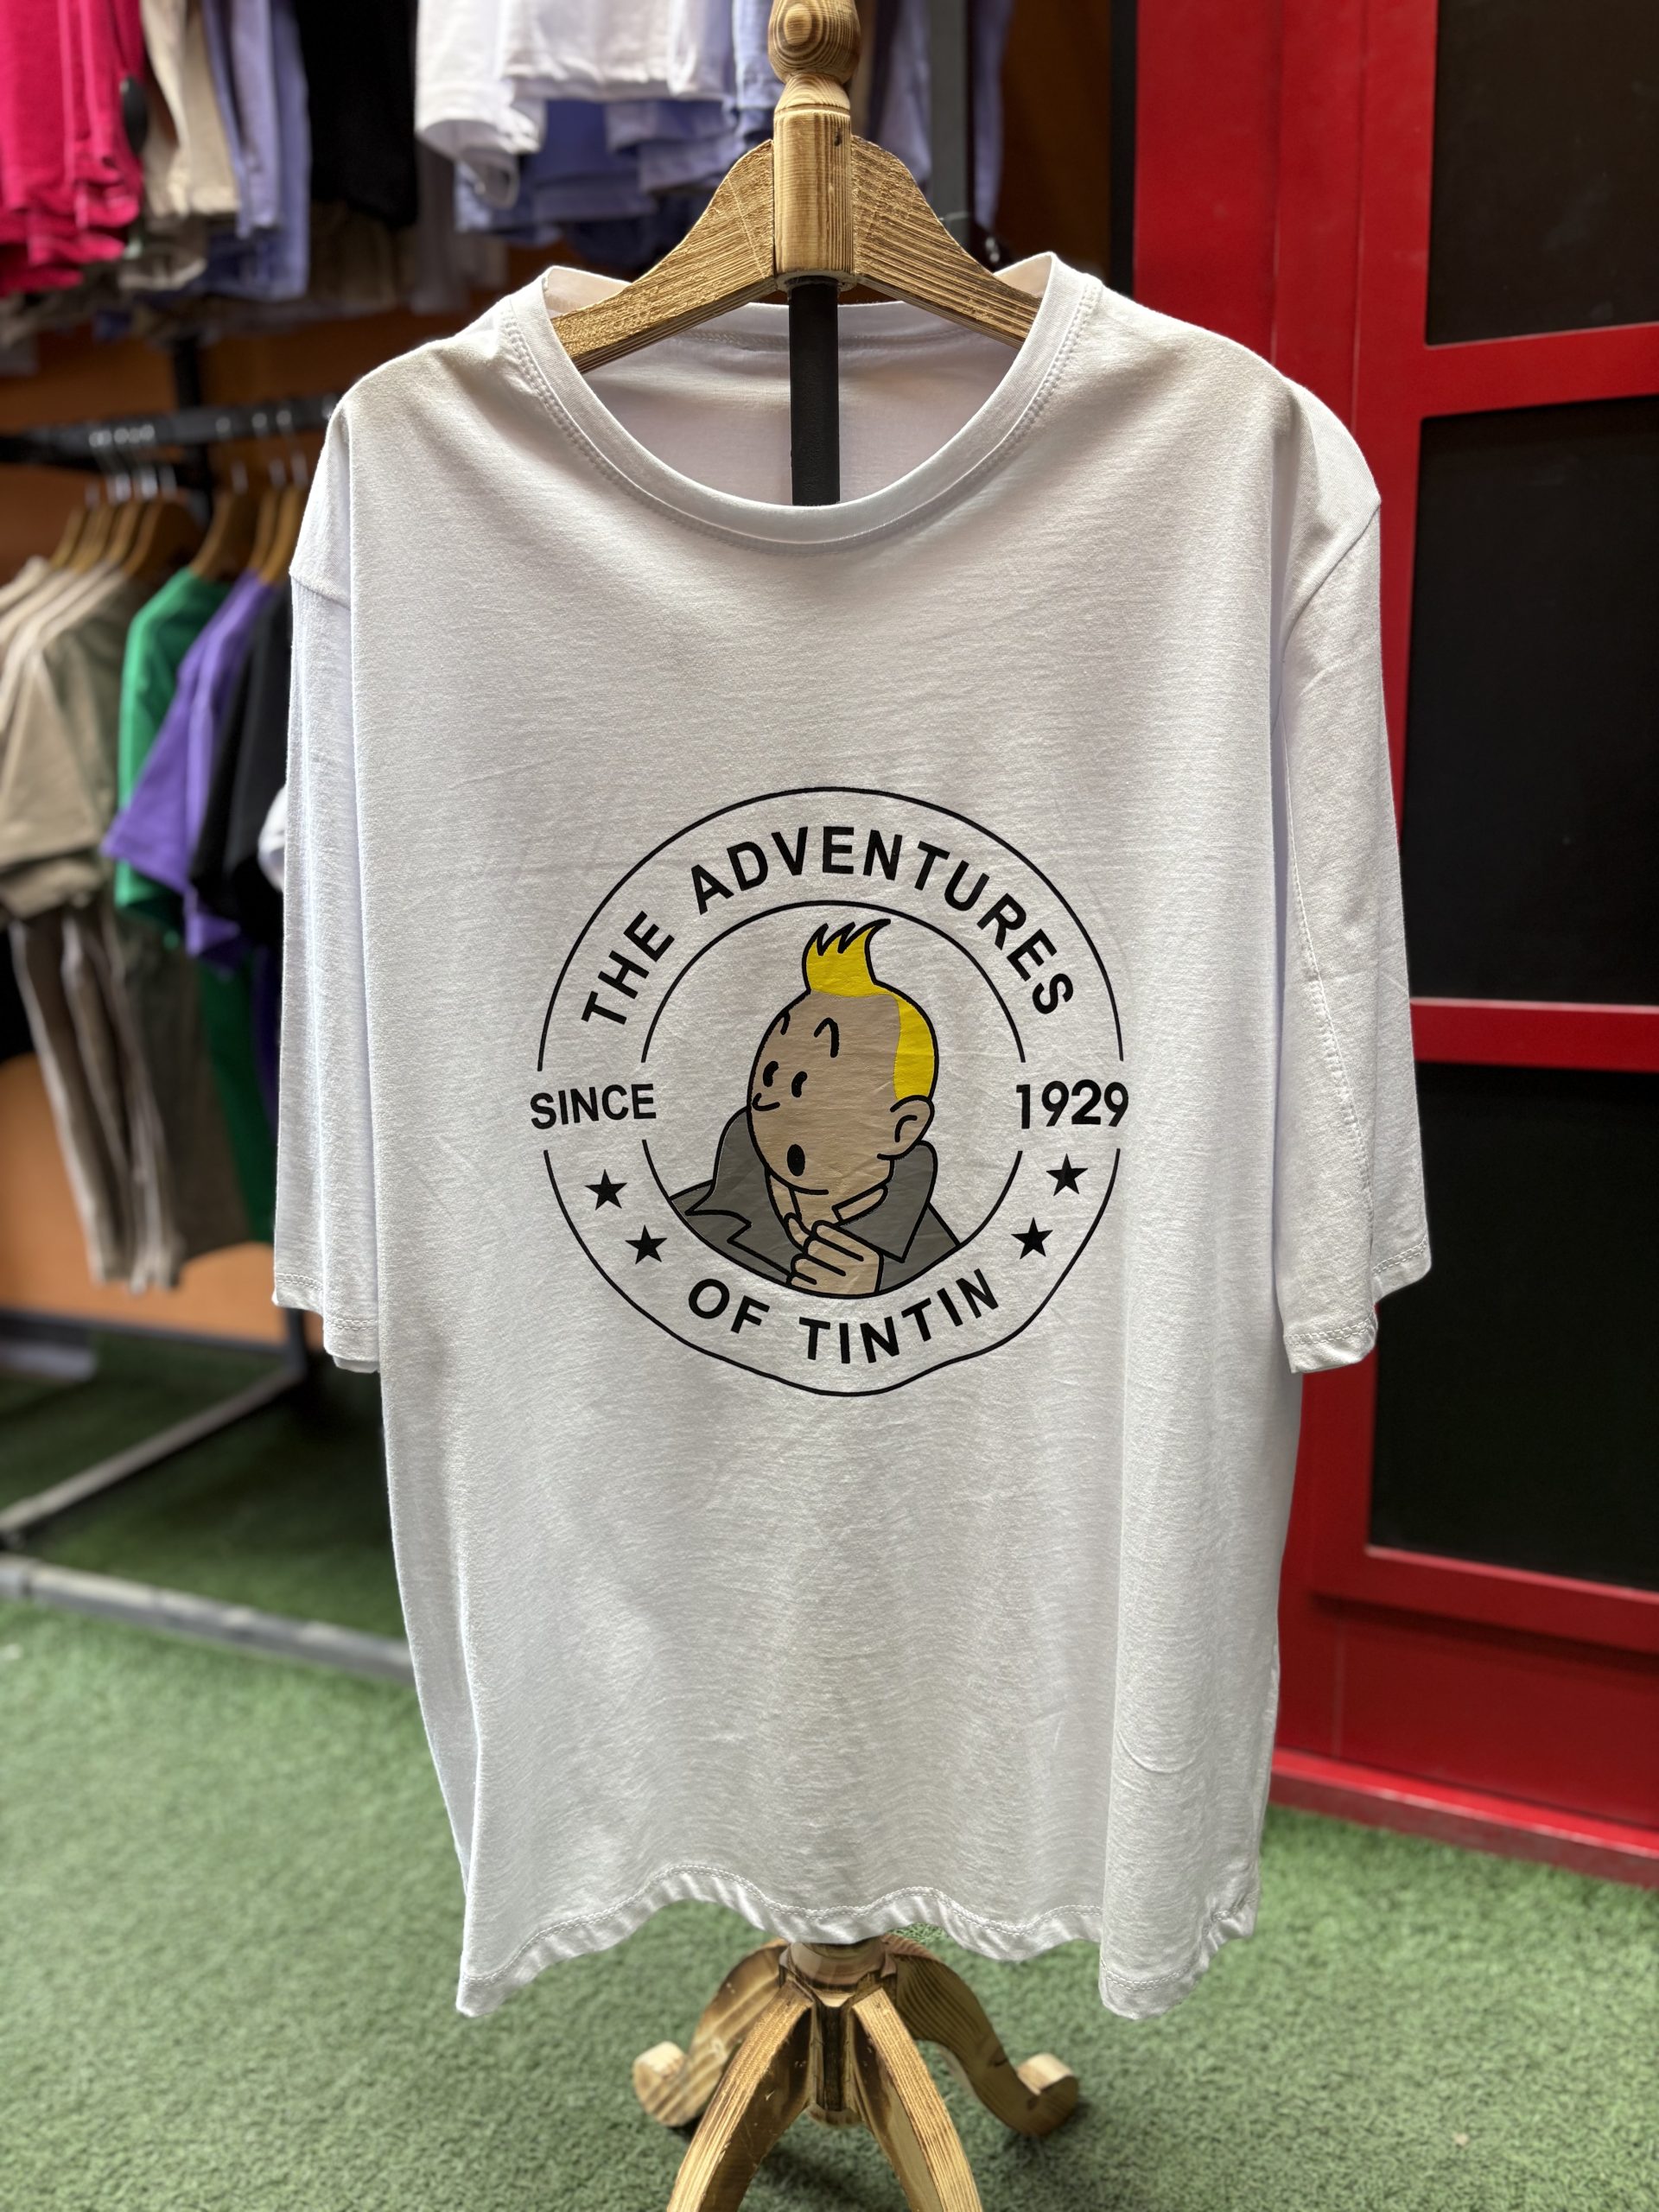 THE ADVENTURES
SINCE 1929
OF TINTIN